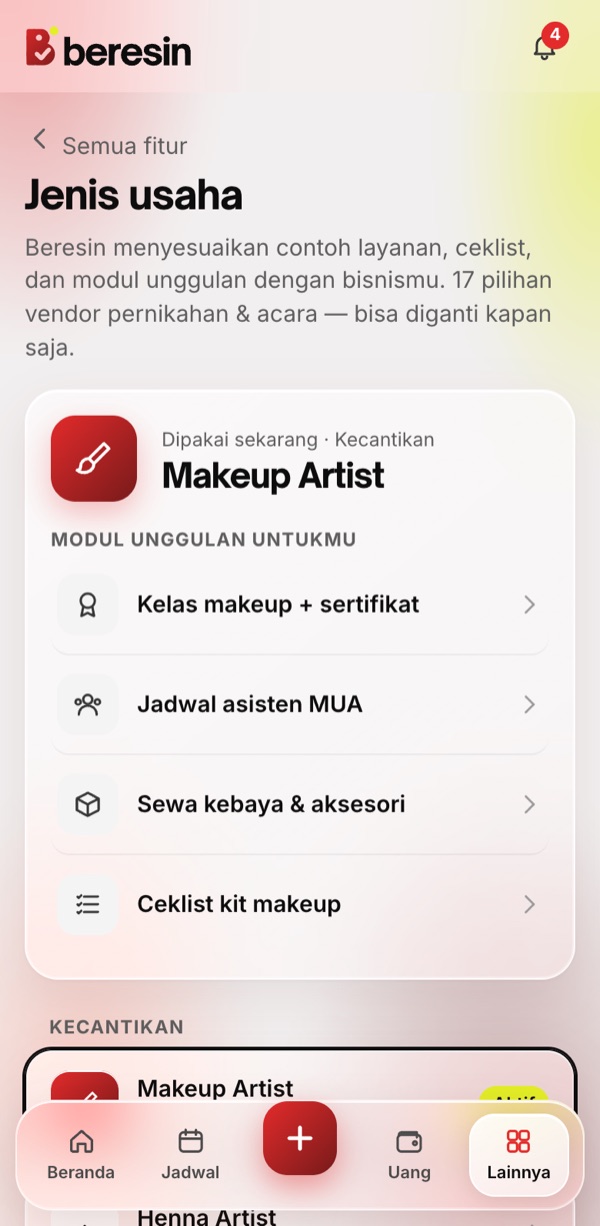 beresin
4
Semua fitur
Jenis usaha
Beresin menyesuaikan contoh layanan, ceklist,
dan modul unggulan dengan bisnismu. 17 pilihan
vendor pernikahan & acara — bisa diganti kapan
saja.
Dipakai sekarang · Kecantikan
Makeup Artist
MODUL UNGGULAN UNTUKMU
Kelas makeup + sertifikat
Jadwal asisten MUA
Sewa kebaya & aksesori
Ceklist kit makeup
KECANTIKAN
Makeup Artist
Aktif
Beranda
Jadwal
Uang
Lainnya
Henna Artist